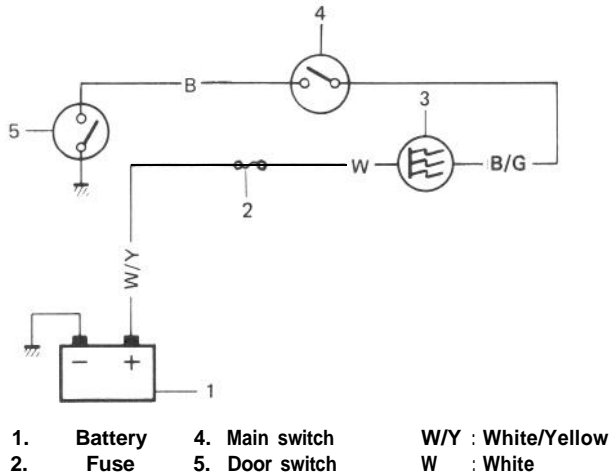 4
B
3
5
W
B/G
2
W/Y
− +
1
1. Battery 4. Main switch W/Y : White/Yellow
2. Fuse 5. Door switch W : White